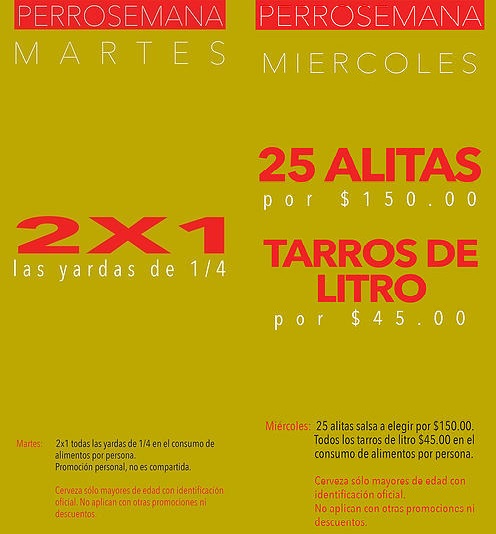 PERROSEMANA
MARTES
2X1
las yardas de 1/4
Martes: 2x1 todas las yardas de 1/4 en el consumo de
alimentos por persona.
Promoción personal, no es compartida.
Cerveza sólo mayores de edad con identificación
oficial. No aplican con otras promociones ni
descuentos.
PERROSEMANA
MIERCOLES
25 ALITAS
por $150.00
TARROS DE
LITRO
por $45.00
Miércoles: 25 alitas salsa a elegir por $150.00.
Todos los tarros de litro $45.00 en el
consumo de alimentos por persona.
Cerveza sólo mayores de edad con
identificación oficial.
No aplican con otras promociones ni
descuentos.